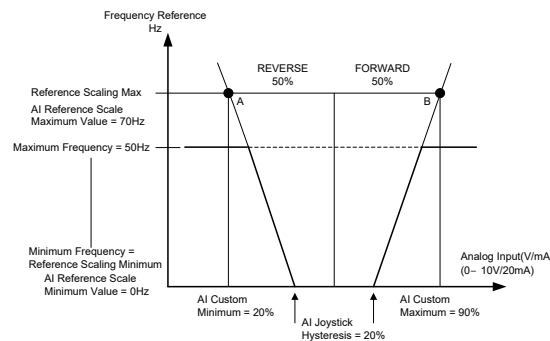 Frequency Reference
Hz
REVERSE
50%
FORWARD
50%
Reference Scaling Max
A
B
AI Reference Scale
Maximum Value = 70Hz
Maximum Frequency = 50Hz
Minimum Frequency =
Reference Scaling Minimum
AI Reference Scale
Minimum Value = 0Hz
Analog Input(V/mA
(0– 10V/20mA)
AI Custom
Minimum = 20%
AI Joystick
Hysteresis = 20%
AI Custom
Maximum = 90%